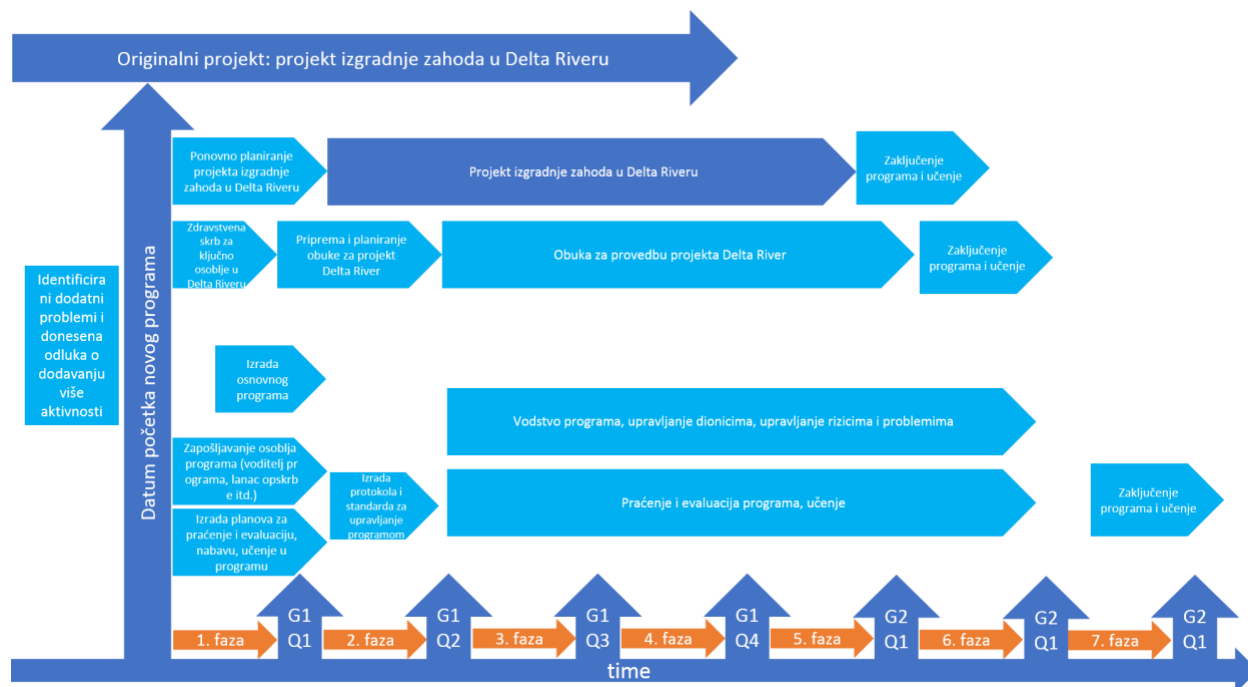 Originalni projekt: projekt izgradnje zahoda u Delta Riveru
Ponovno planiranje
projekta izgradnje
zahoda u Delta Riveru
Projekt izgradnje zahoda u Delta Riveru
Zaključenje
programa i učenje
Zdravstvena
skrb za
ključno
osoblje u
Delta Riveru
Priprema i planiranje
obuke za projekt
Delta River
Obuka za provedbu projekta Delta River
Zaključenje
programa i učenje
Identificira
ni dodatni
problemi i
donesena
odluka o
dodavanju
više
aktivnosti
Datum početka novog programa
Izrada
osnovnog
programa
Vodstvo programa, upravljanje dionicima, upravljanje rizicima i problemima
Zapošljavanje osoblja
programa (voditelj pr
ograma, lanac opskrb
e itd.)
Izrada
protokola i
standarda za
upravljanje
programom
Praćenje i evaluacija programa, učenje
Zaključenje
programa i učenje
Izrada planova za
praćenje i evaluaciju,
nabavu, učenje u
programu
1. faza
G1
Q1
2. faza
G1
Q2
3. faza
G1
Q3
4. faza
G1
Q4
5. faza
G2
Q1
6. faza
G2
Q1
7. faza
G2
Q1
time